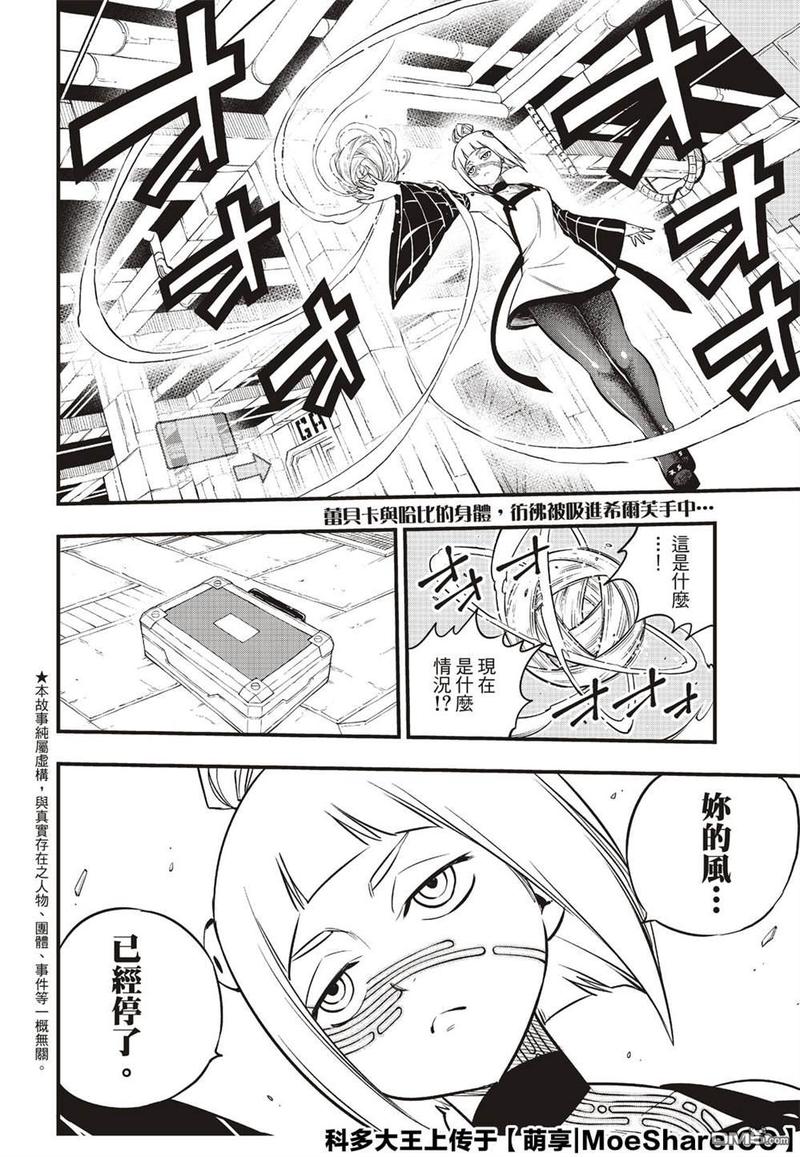 オオオ
オオオ
GA
蕾貝卡與哈比的身體，彷彿被吸進希爾芙手中…
這是什麼
…！
現在
是什麼
情況!?
オオ
オオ
妳的風…
已經停了。
★本故事純屬虛構，與真實存在之人物、團體、事件等一概無關。
科多大王上传于【萌享|MoeShare.CC】